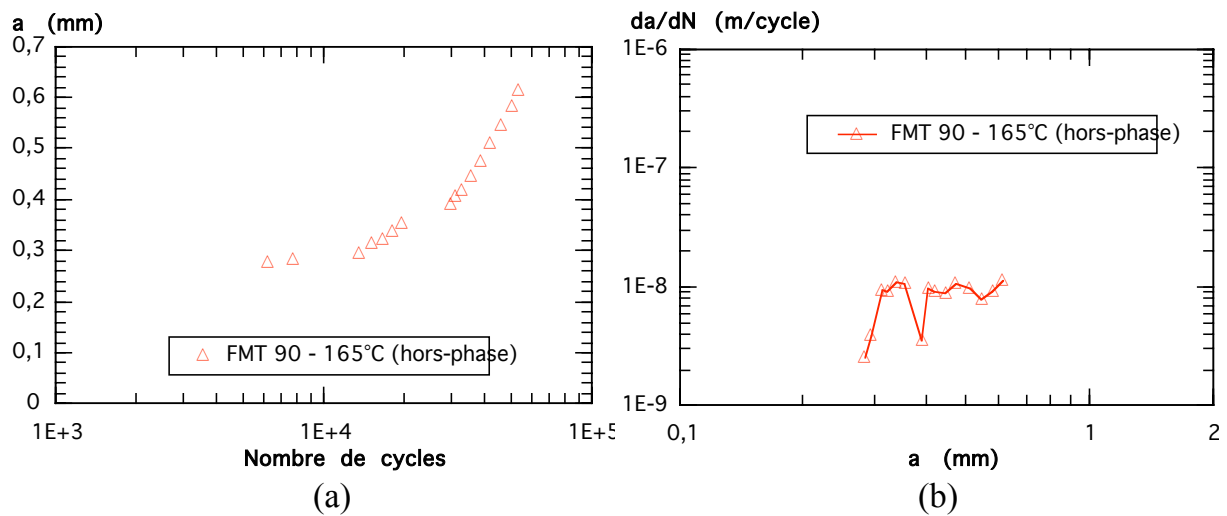 a (mm)
0,7
0,6
0,5
0,4
0,3
0,2
0,1
0
FMT 90 - 165°C (hors-phase)
1E+3
1E+4
1E+5
Nombre de cycles
(a)
da/dN (m/cycle)
1E-6
1E-7
1E-8
1E-9
FMT 90 - 165°C (hors-phase)
0,1
1
2
a (mm)
(b)